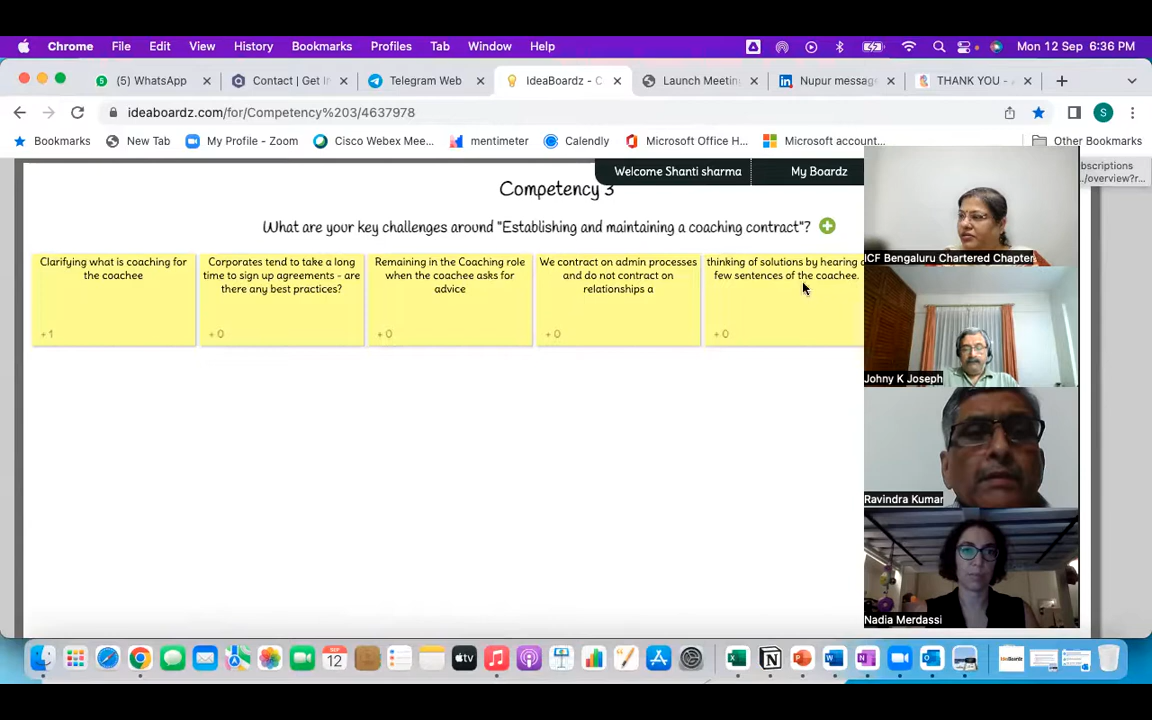 Chrome File Edit View History Bookmarks Profiles Tab Window Help Mon 12 Sep 6:36 PM
(5) WhatsApp Contact | Get I Telegram Web IdeaBoardz - C Launch Meeting Nupur message THANK YOU -
ideaboardz.com/for/Competency%203/4637978 S
Bookmarks New Tab My Profile - Zoom Cisco Webex Mee... mentimeter Calendly Microsoft Office H... Microsoft account... Other Bookmarks
bscriptions
.../overview?r...
Welcome Shanti sharma My Boardz
Competency 3
What are your key challenges around "Establishing and maintaining a coaching contract"?
Clarifying what is coaching for
the coachee
+1
Corporates tend to take a long
time to sign up agreements - are
there any best practices?
+0
Remaining in the Coaching role
when the coachee asks for
advice
+0
We contract on admin processes
and do not contract on
relationships a
+0
thinking of solutions by hearing
few sentences of the coachee.
+0
ICF Bengaluru Chartered Chapter
Johny K Joseph
Ravindra Kumar
Nadia Merdassi
SEP
12
tv